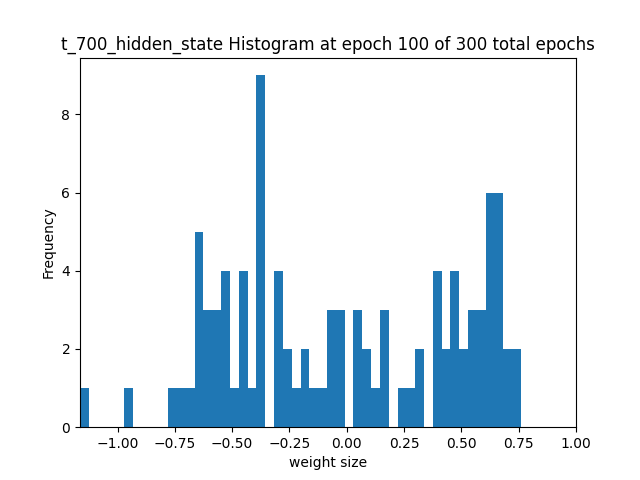 t_700_hidden_state Histogram at epoch 100 of 300 total epochs
Frequency
8
6
4
2
0
−1.00 −0.75 −0.50 −0.25 0.00 0.25 0.50 0.75 1.00
weight size